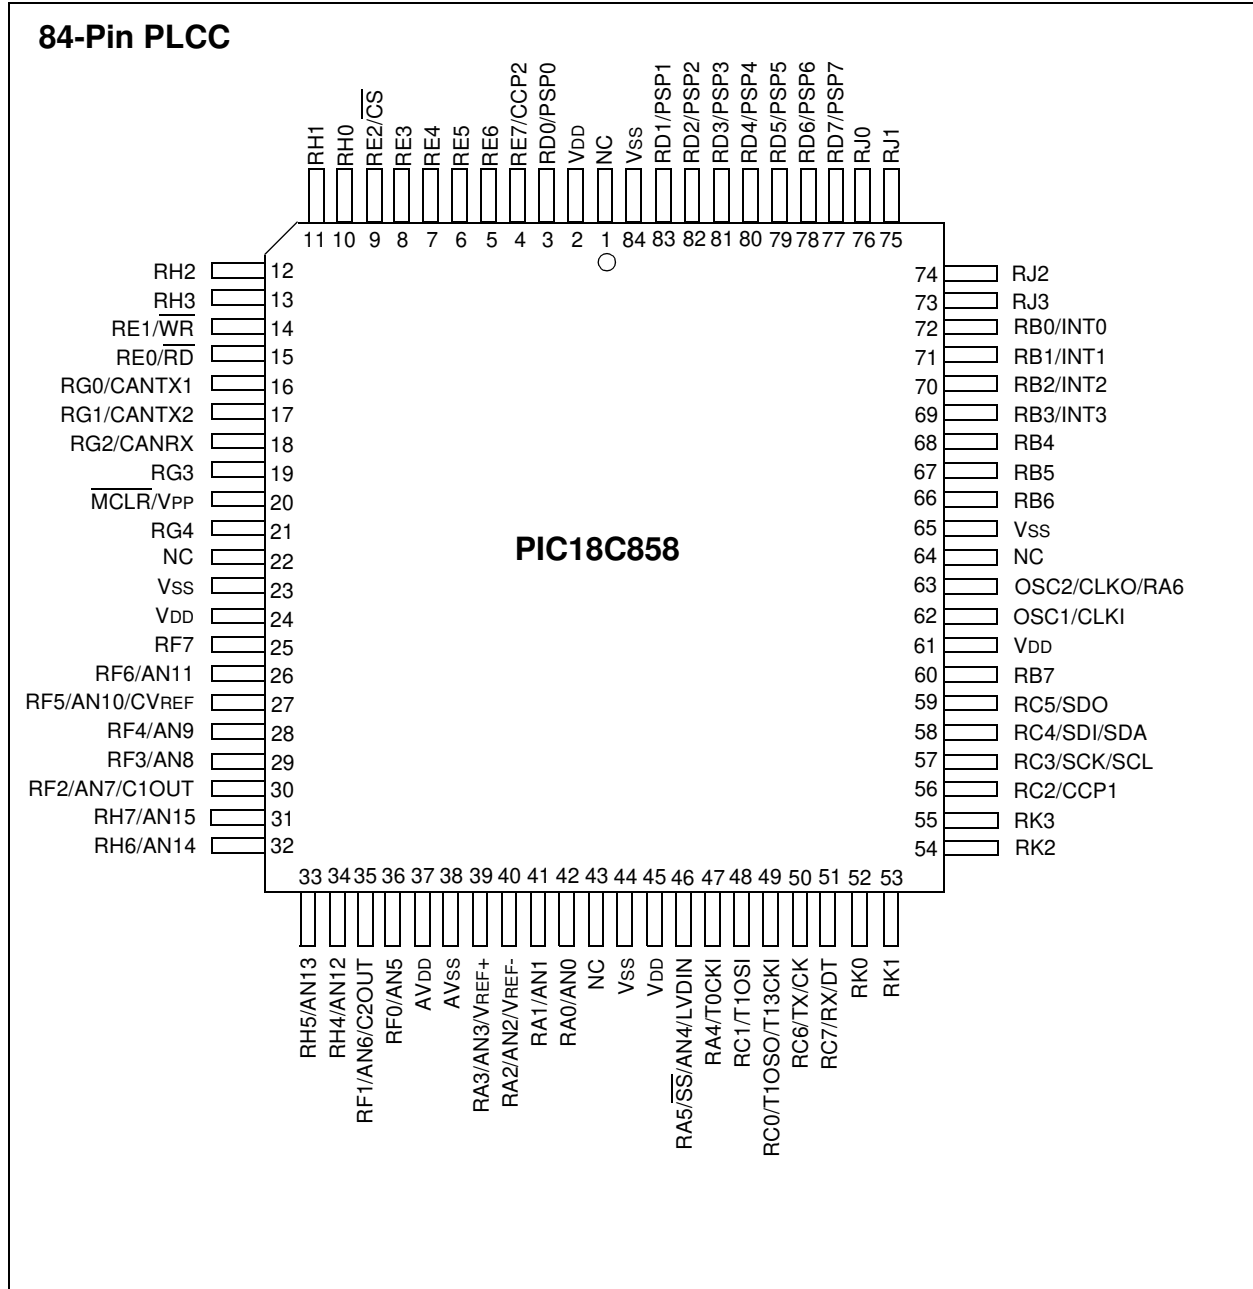 84-Pin PLCC
RH1
RH0
RE2/C̅S̅
RE3
RE4
RE5
RE6
RE7/CCP2
RD0/PSP0
VDD
NC
VSS
RD1/PSP1
RD2/PSP2
RD3/PSP3
RD4/PSP4
RD5/PSP5
RD6/PSP6
RD7/PSP7
RJ0
RJ1
11 10 9 8 7 6 5 4 3 2 1 84 83 82 81 80 79 78 77 76 75
RH2 12
RH3 13
RE1/W̅R̅ 14
RE0/R̅D̅ 15
RG0/CANTX1 16
RG1/CANTX2 17
RG2/CANRX 18
RG3 19
M̅C̅L̅R̅/VPP 20
RG4 21
NC 22
VSS 23
VDD 24
RF7 25
RF6/AN11 26
RF5/AN10/CVREF 27
RF4/AN9 28
RF3/AN8 29
RF2/AN7/C1OUT 30
RH7/AN15 31
RH6/AN14 32
PIC18C858
74 RJ2
73 RJ3
72 RB0/INT0
71 RB1/INT1
70 RB2/INT2
69 RB3/INT3
68 RB4
67 RB5
66 RB6
65 VSS
64 NC
63 OSC2/CLKO/RA6
62 OSC1/CLKI
61 VDD
60 RB7
59 RC5/SDO
58 RC4/SDI/SDA
57 RC3/SCK/SCL
56 RC2/CCP1
55 RK3
54 RK2
33 34 35 36 37 38 39 40 41 42 43 44 45 46 47 48 49 50 51 52 53
RH5/AN13
RH4/AN12
RF1/AN6/C2OUT
RF0/AN5
AVDD
AVSS
RA3/AN3/VREF+
RA2/AN2/VREF-
RA1/AN1
RA0/AN0
NC
VSS
VDD
RA5/S̅S̅/AN4/LVDIN
RA4/T0CKI
RC1/T1OSI
RC0/T1OSO/T13CKI
RC6/TX/CK
RC7/RX/DT
RK0
RK1